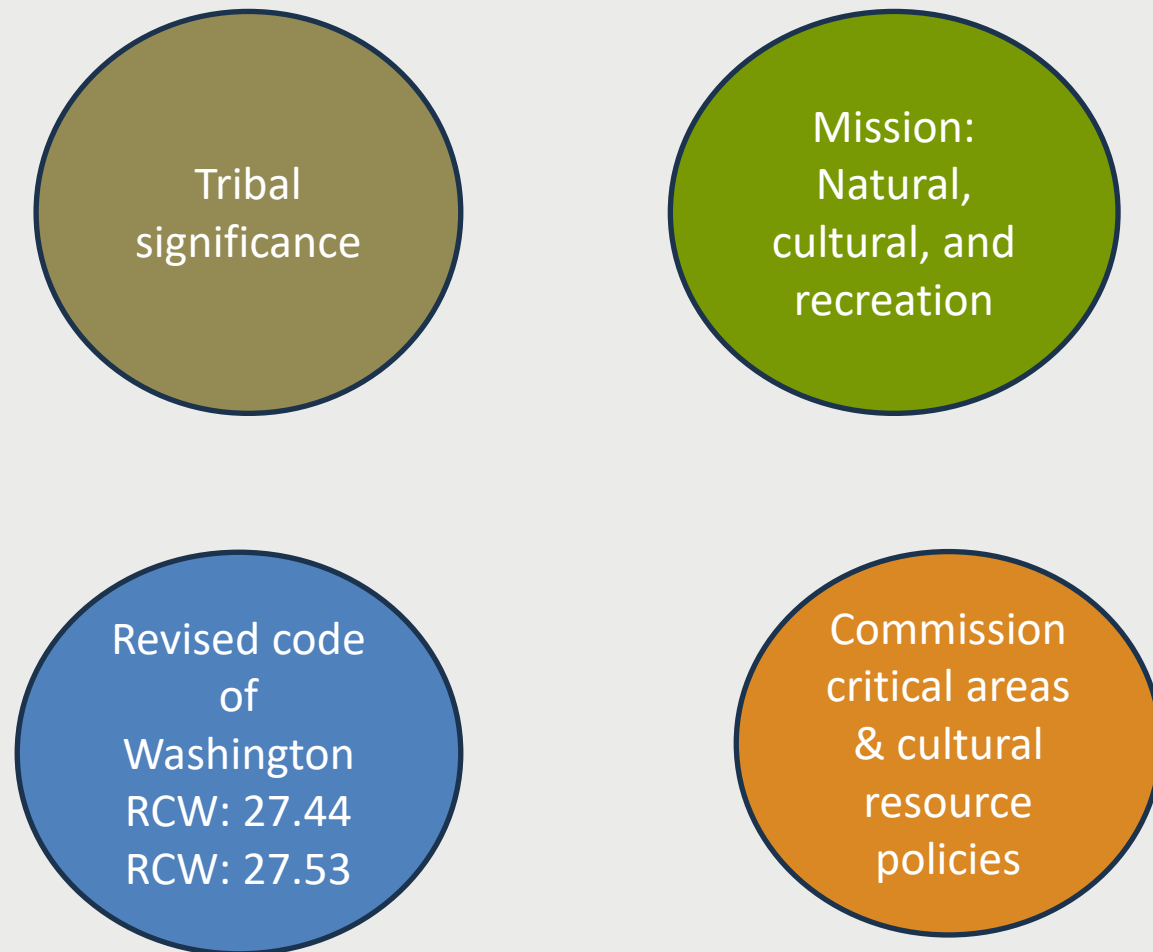 Tribal
significance
Mission:
Natural,
cultural, and
recreation
Revised code
of
Washington
RCW: 27.44
RCW: 27.53
Commission
critical areas
& cultural
resource
policies